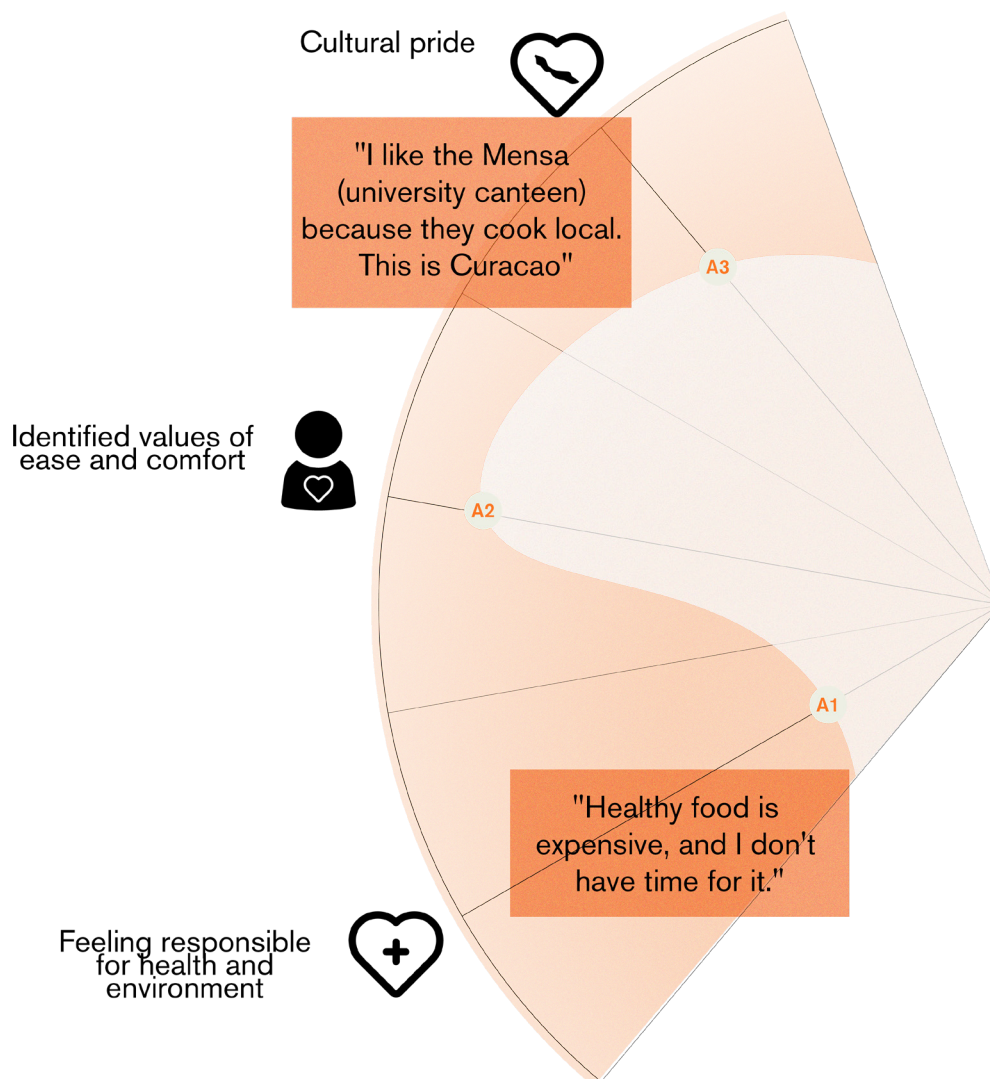 Cultural pride
"I like the Mensa
(university canteen)
because they cook local.
This is Curacao"
A3
Identified values of
ease and comfort
A2
A1
"Healthy food is
expensive, and I don't
have time for it."
Feeling responsible
for health and
environment